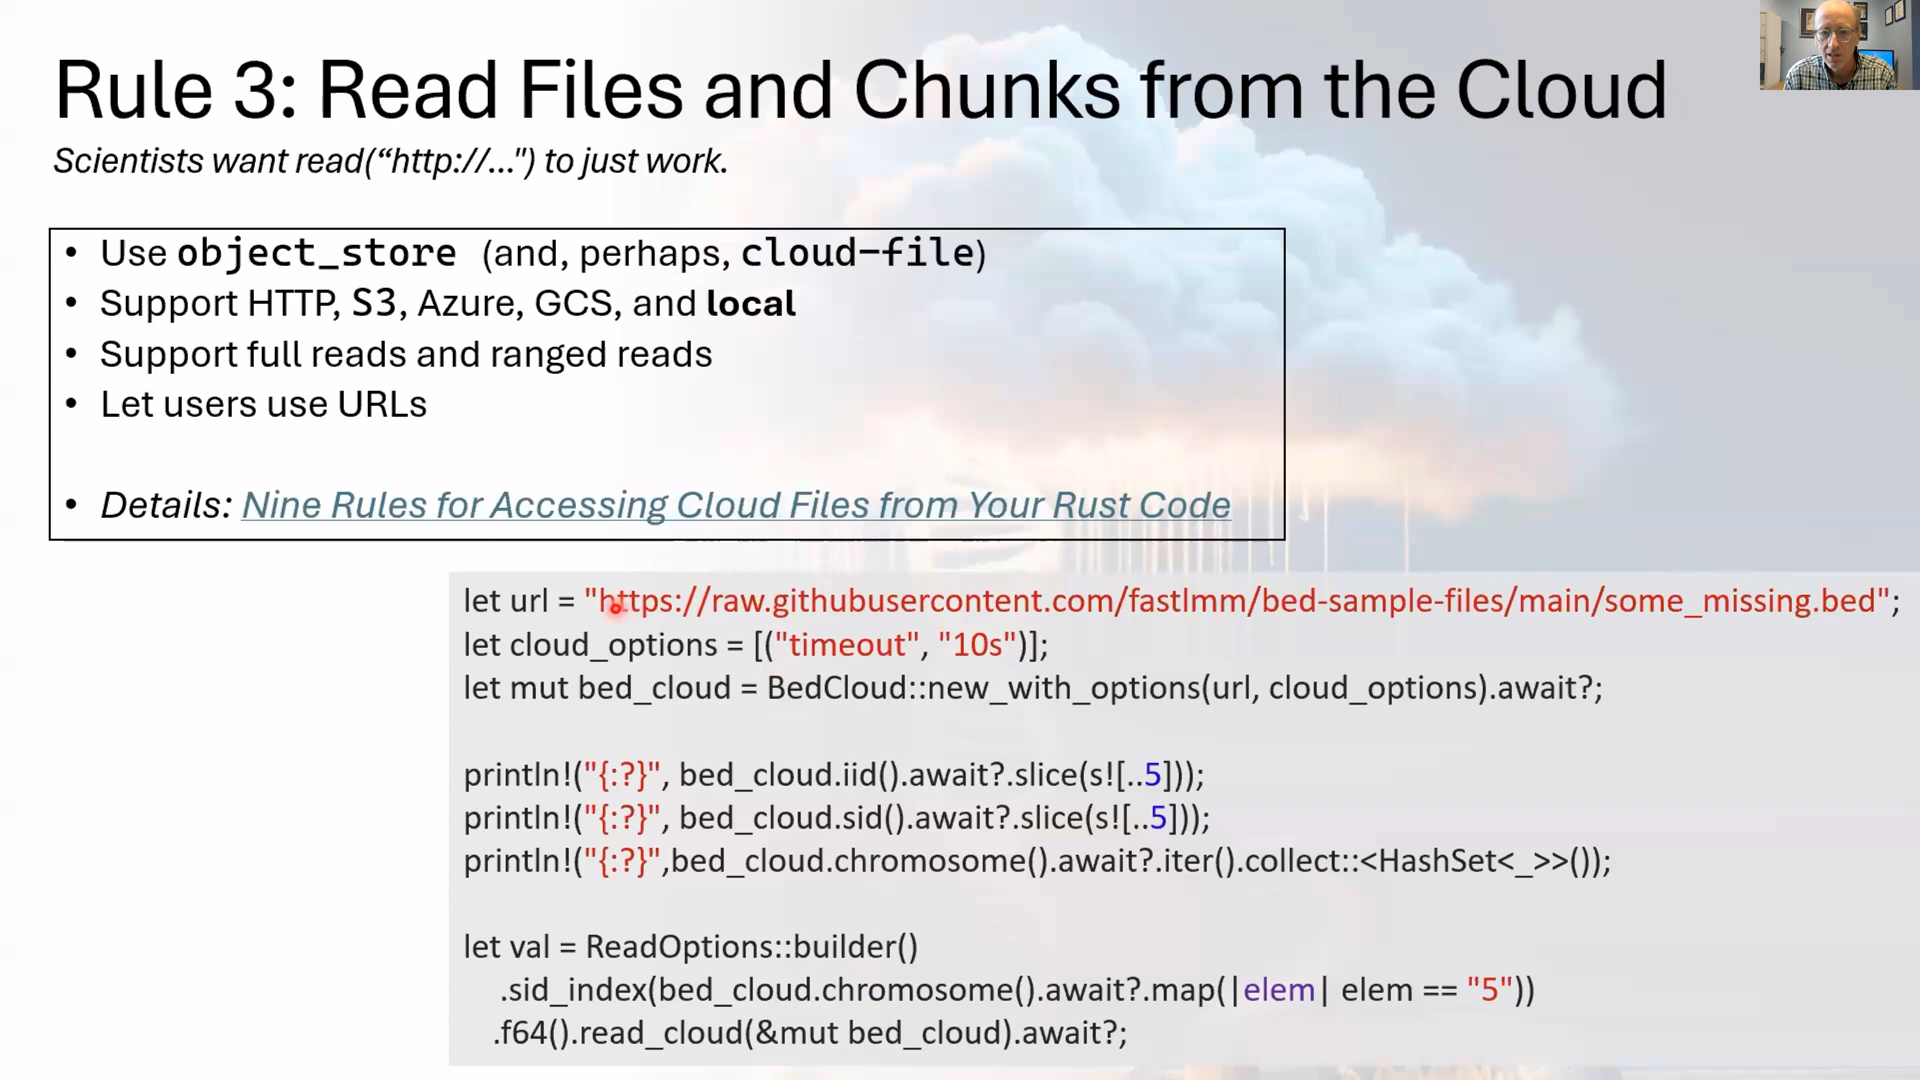 Rule 3: Read Files and Chunks from the Cloud
Scientists want read(“http://...") to just work.
• Use object_store (and, perhaps, cloud-file)
• Support HTTP, S3, Azure, GCS, and local
• Support full reads and ranged reads
• Let users use URLs
• Details: Nine Rules for Accessing Cloud Files from Your Rust Code
let url = "https://raw.githubusercontent.com/fastlmm/bed-sample-files/main/some_missing.bed";
let cloud_options = [("timeout", "10s")];
let mut bed_cloud = BedCloud::new_with_options(url, cloud_options).await?;
println!("{:?}", bed_cloud.iid().await?.slice(s![..5]));
println!("{:?}", bed_cloud.sid().await?.slice(s![..5]));
println!("{:?}",bed_cloud.chromosome().await?.iter().collect::<HashSet<_>>());
let val = ReadOptions::builder()
.sid_index(bed_cloud.chromosome().await?.map(|elem| elem == "5"))
.f64().read_cloud(&mut bed_cloud).await?;